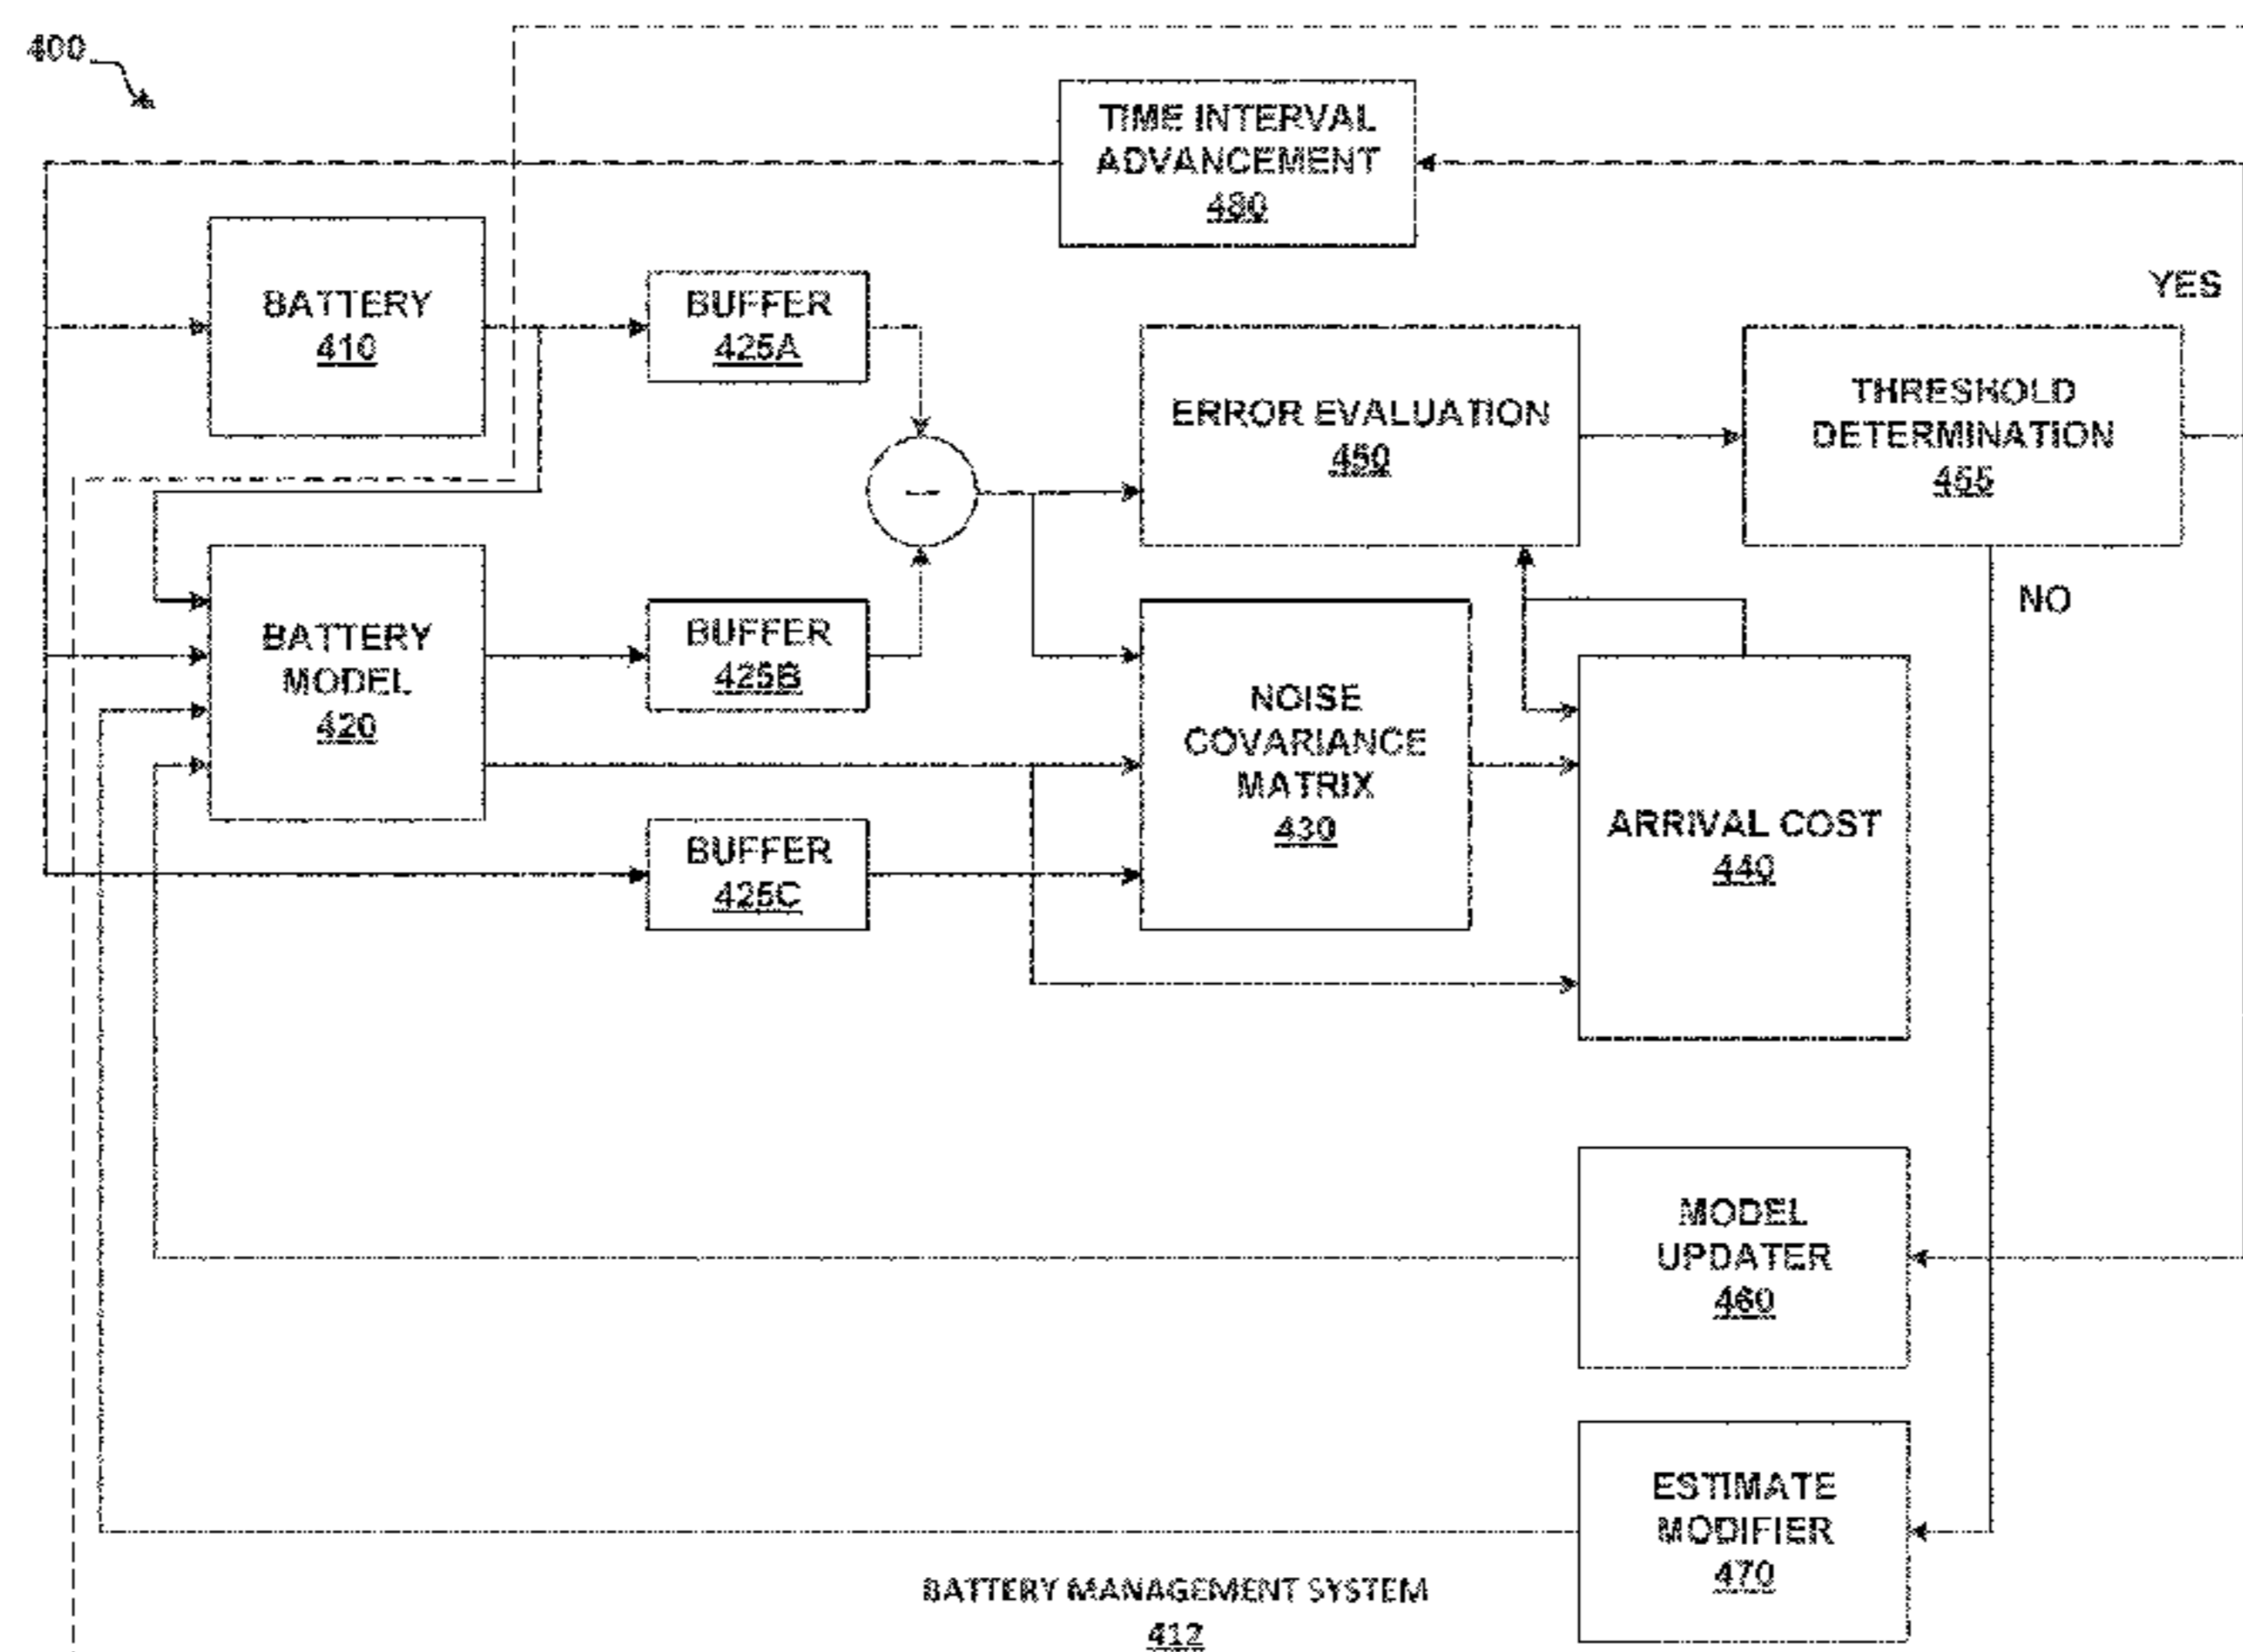 400
TIME INTERVAL
ADVANCEMENT
480
BATTERY
410
BUFFER
425A
ERROR EVALUATION
450
THRESHOLD
DETERMINATION
455
YES
NO
BATTERY
MODEL
420
BUFFER
425B
NOISE
COVARIANCE
MATRIX
430
ARRIVAL COST
440
BUFFER
425C
MODEL
UPDATER
460
ESTIMATE
MODIFIER
470
BATTERY MANAGEMENT SYSTEM
412